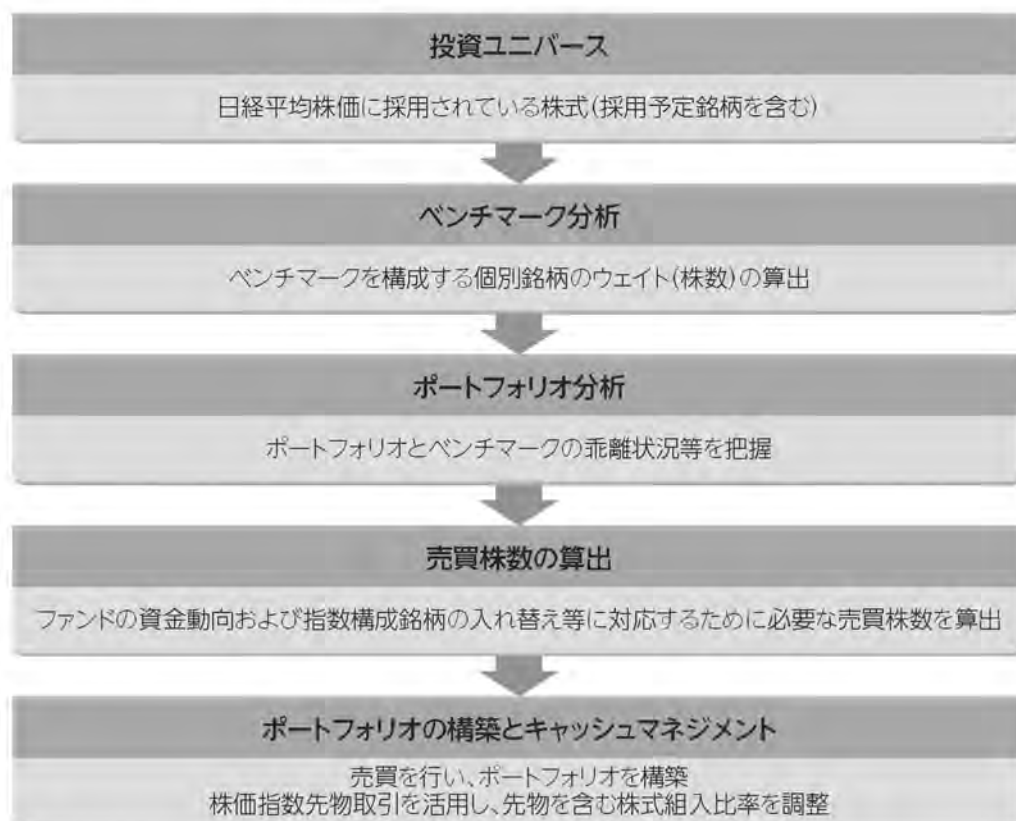 投資ユニバース
日経平均株価に採用されている株式(採用予定銘柄を含む)
ベンチマーク分析
ベンチマークを構成する個別銘柄のウェイト(株数)の算出
ポートフォリオ分析
ポートフォリオとベンチマークの乖離状況等を把握
売買株数の算出
ファンドの資金動向および指数構成銘柄の入れ替え等に対応するために必要な売買株数を算出
ポートフォリオの構築とキャッシュマネジメント
売買を行い、ポートフォリオを構築
株価指数先物取引を活用し、先物を含む株式組入比率を調整